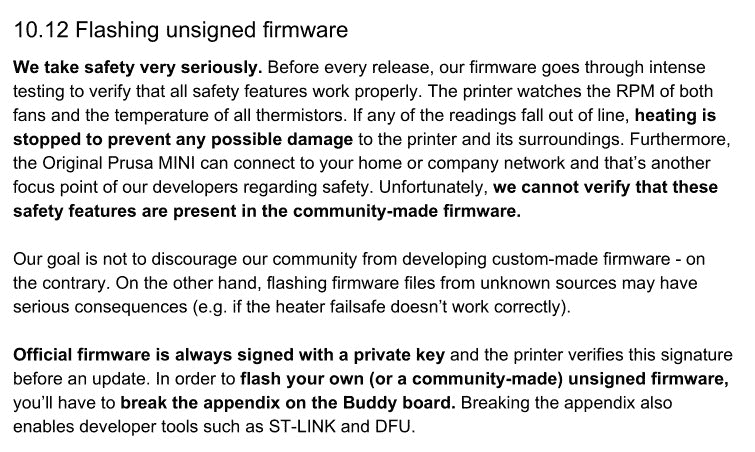 10.12 Flashing unsigned firmware
We take safety very seriously. Before every release, our firmware goes through intense
testing to verify that all safety features work properly. The printer watches the RPM of both
fans and the temperature of all thermistors. If any of the readings fall out of line, heating is
stopped to prevent any possible damage to the printer and its surroundings. Furthermore,
the Original Prusa MINI can connect to your home or company network and that's another
focus point of our developers regarding safety. Unfortunately, we cannot verify that these
safety features are present in the community-made firmware.
Our goal is not to discourage our community from developing custom-made firmware - on
the contrary. On the other hand, flashing firmware files from unknown sources may have
serious consequences (e.g. if the heater failsafe doesn't work correctly).
Official firmware is always signed with a private key and the printer verifies this signature
before an update. In order to flash your own (or a community-made) unsigned firmware,
you'll have to break the appendix on the Buddy board. Breaking the appendix also
enables developer tools such as ST-LINK and DFU.